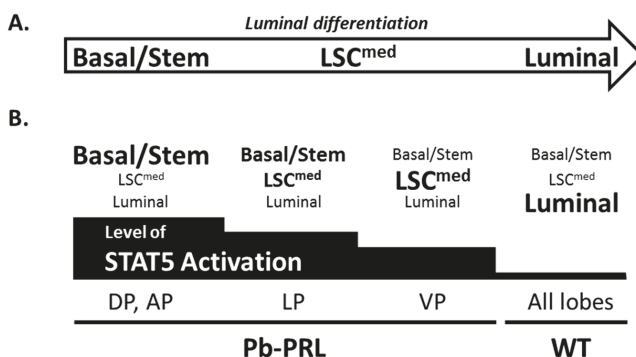 A.
Luminal differentiation
Basal/Stem LSCmed Luminal
B.
Basal/Stem Basal/Stem Basal/Stem Basal/Stem
LSCmed LSCmed LSCmed LSCmed
Luminal Luminal Luminal Luminal
Level of
STAT5 Activation
DP, AP LP VP All lobes
Pb-PRL WT